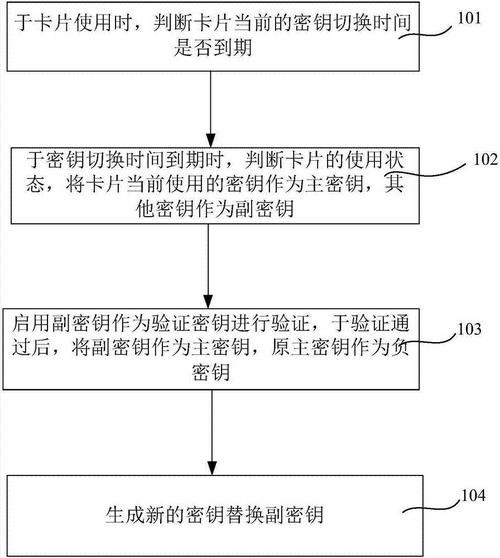 于卡片使用时，判断卡片当前的密钥切换时间
是否到期
101
于密钥切换时间到期时，判断卡片的使用状
态，将卡片当前使用的密钥作为主密钥，其
他密钥作为副密钥
102
启用副密钥作为验证密钥进行验证，于验证通
过后，将副密钥作为主密钥，原主密钥作为负
密钥
103
生成新的密钥替换副密钥
104